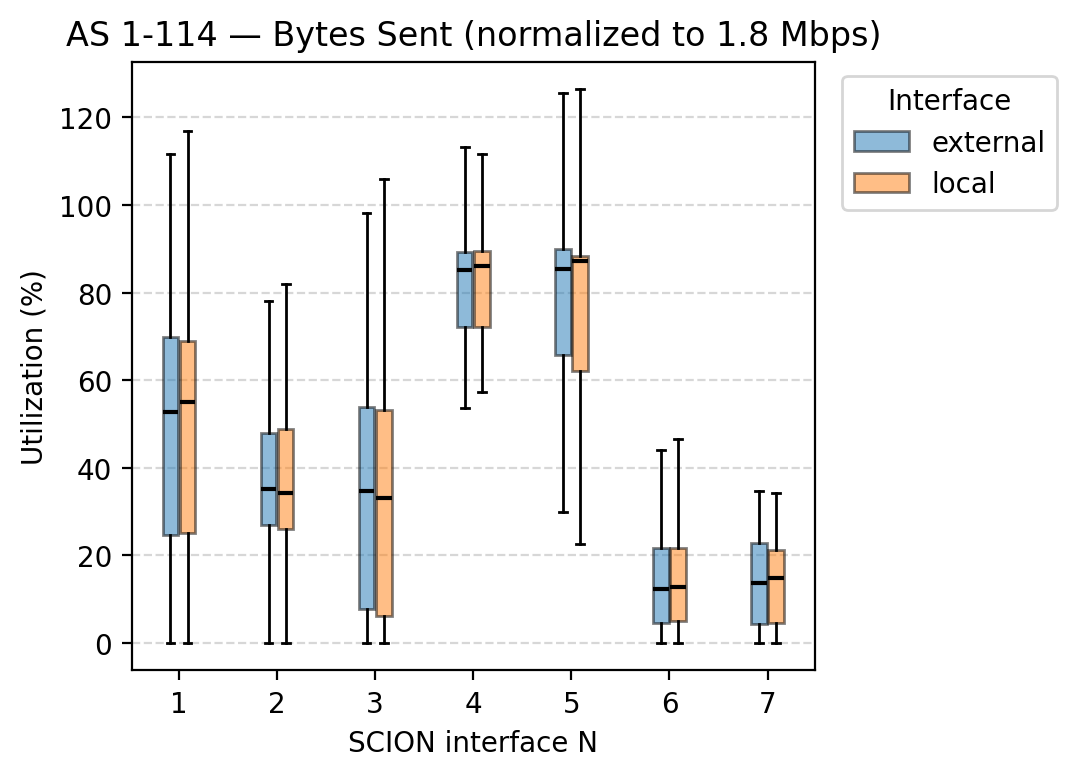 AS 1-114 — Bytes Sent (normalized to 1.8 Mbps)
Interface
external
local
Utilization (%)
120
100
80
60
40
20
0
1 2 3 4 5 6 7
SCION interface N